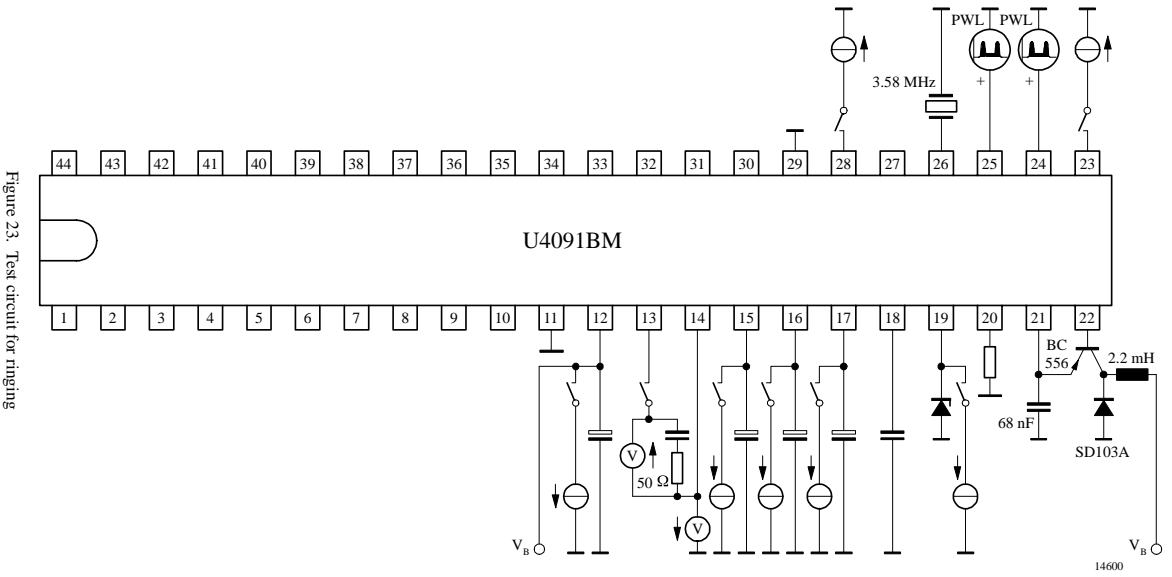 PWL PWL
3.58 MHz
+ +
44 43 42 41 40 39 38 37 36 35 34 33 32 31 30 29 28 27 26 25 24 23
U4091BM
1 2 3 4 5 6 7 8 9 10 11 12 13 14 15 16 17 18 19 20 21 22
BC
556
2.2 mH
68 nF
SD103A
V
50 Ω
V
VB
VB
14600
Figure 23. Test circuit for ringing